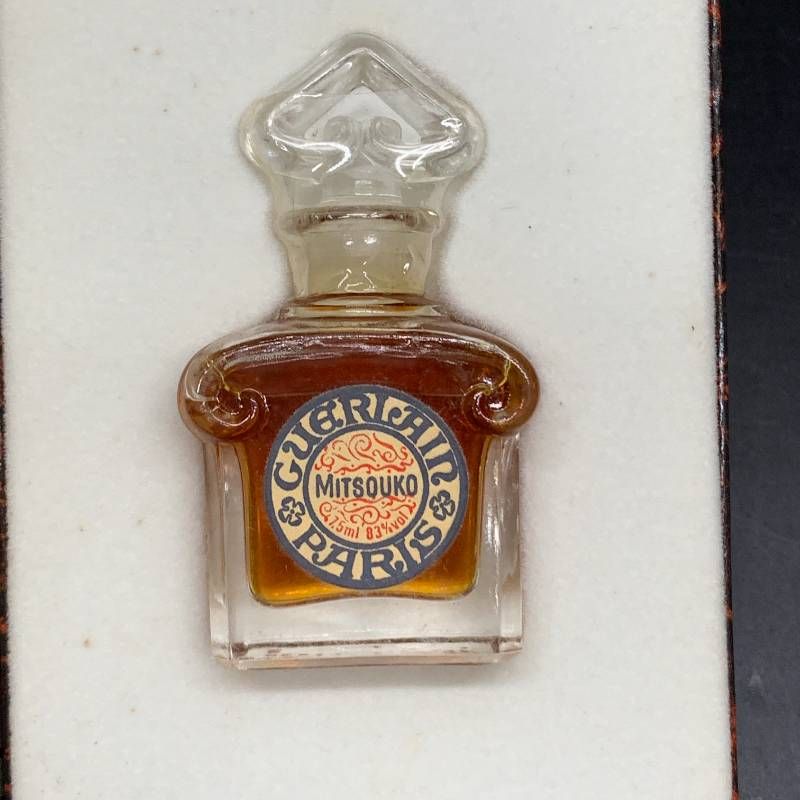 GUERLAIN
MITSOUKO
7,5ml 83% vol
PARIS